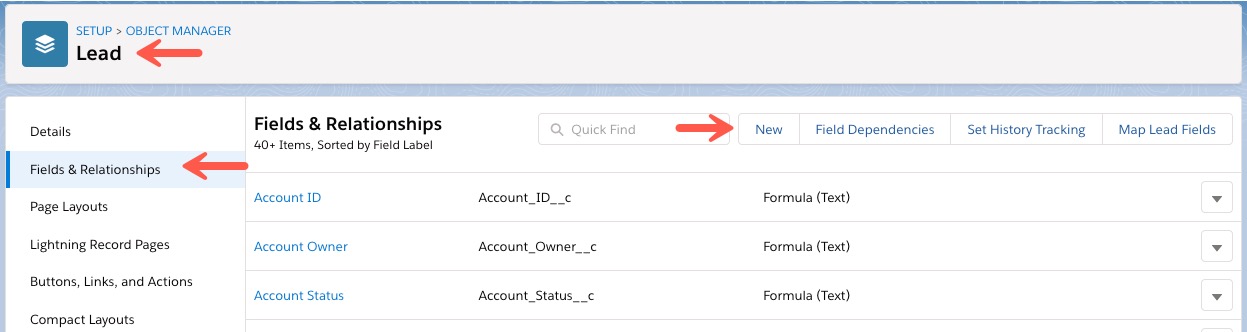 SETUP > OBJECT MANAGER
Lead
Details
Fields & Relationships
Page Layouts
Lightning Record Pages
Buttons, Links, and Actions
Compact Layouts
Fields & Relationships
40+ Items, Sorted by Field Label
Quick Find
New Field Dependencies Set History Tracking Map Lead Fields
Account ID Account_ID__c Formula (Text)
Account Owner Account_Owner__c Formula (Text)
Account Status Account_Status__c Formula (Text)